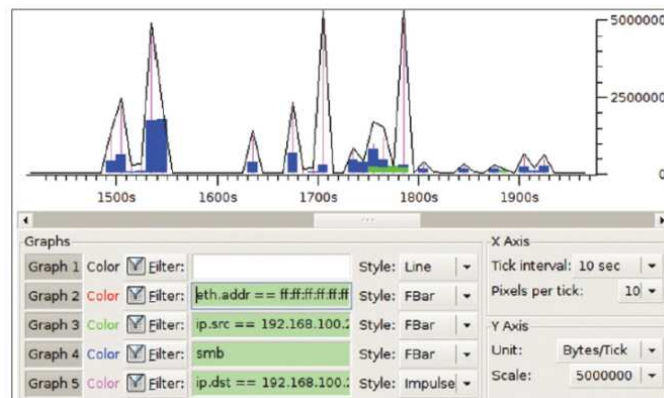 5000000
2500000
0
1500s 1600s 1700s 1800s 1900s
Graphs
Graph 1 Color Filter: Style: Line
Graph 2 Color Filter: eth.addr == ff:ff:ff:ff:ff:ff Style: FBar
Graph 3 Color Filter: ip.src == 192.168.100.2 Style: FBar
Graph 4 Color Filter: smb Style: FBar
Graph 5 Color Filter: ip.dst == 192.168.100.2 Style: Impulse
X Axis
Tick interval: 10 sec
Pixels per tick: 10
Y Axis
Unit: Bytes/Tick
Scale: 5000000